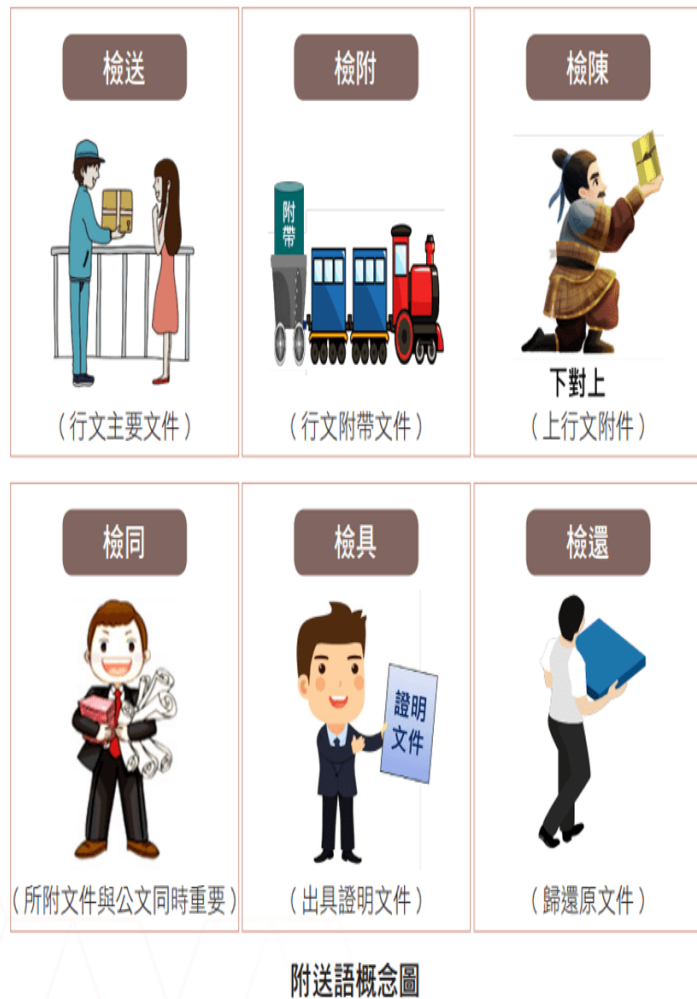 檢送
檢附
檢陳
附帶
下對上
（行文主要文件）
（行文附帶文件）
（上行文附件）
檢同
檢具
檢還
證明
文件
（所附文件與公文同時重要）
（出具證明文件）
（歸還原文件）
附送語概念圖